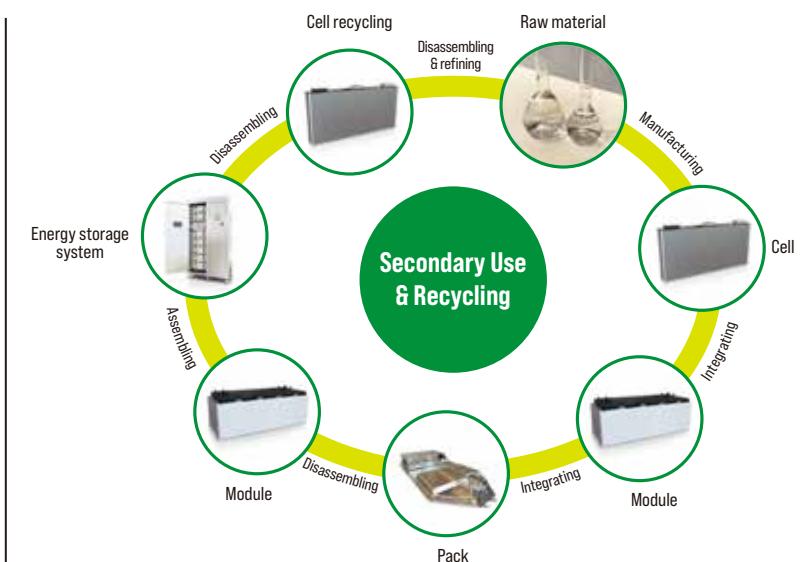 Cell recycling
Disassembling
& refining
Raw material
Manufacturing
Cell
Integrating
Module
Integrating
Pack
Disassembling
Module
Assembling
Energy storage
system
Disassembling
Secondary Use
& Recycling